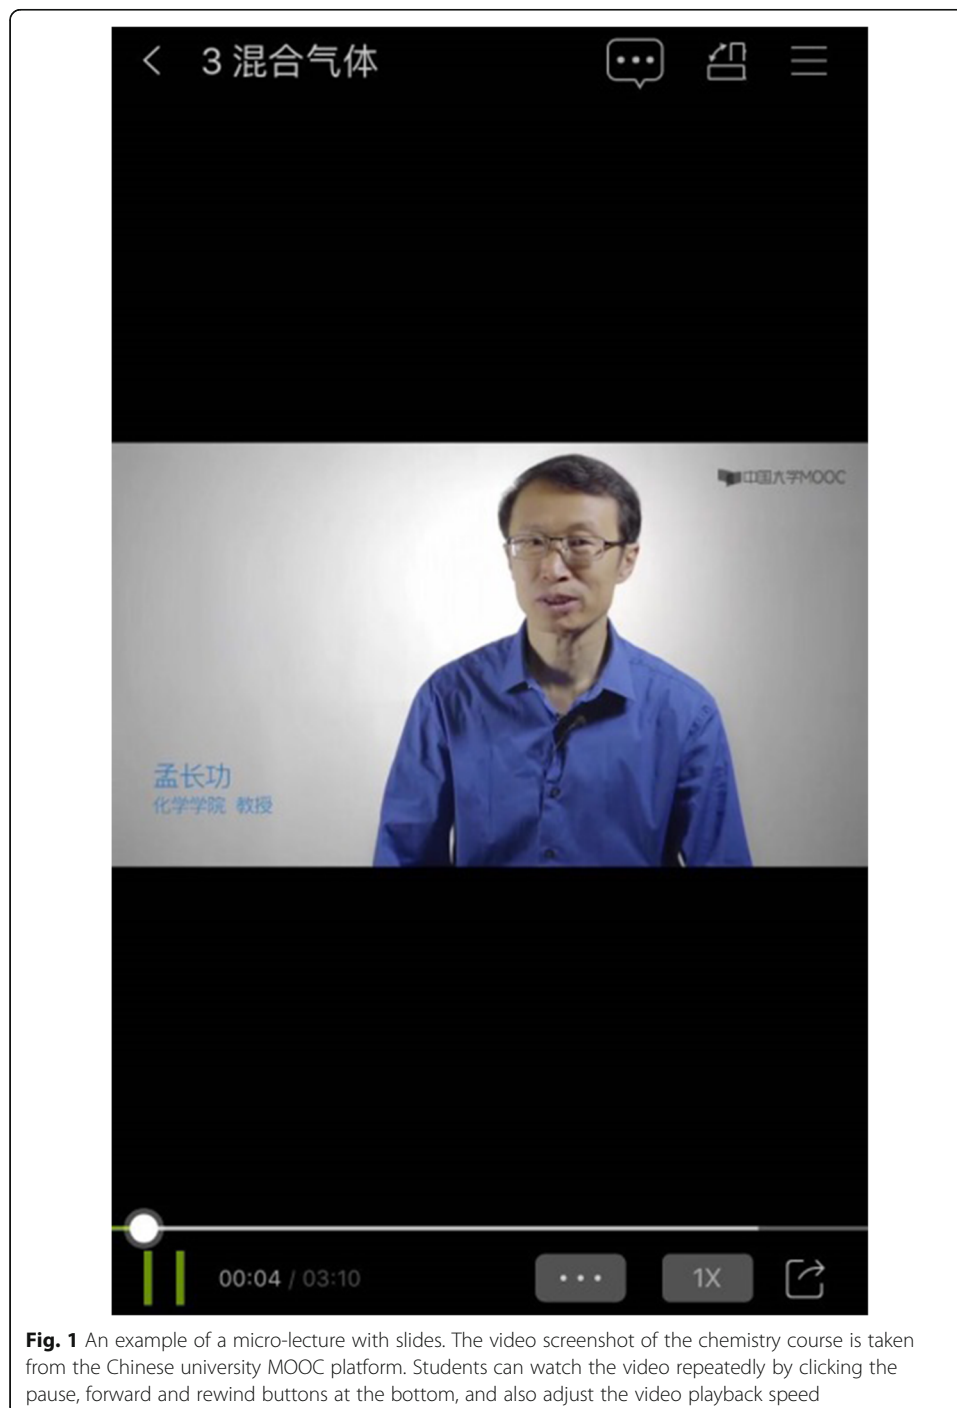 3 混合气体
中国大学MOOC
孟长功
化学学院 教授
00:04 / 03:10
1X
Fig. 1 An example of a micro-lecture with slides. The video screenshot of the chemistry course is taken
from the Chinese university MOOC platform. Students can watch the video repeatedly by clicking the
pause, forward and rewind buttons at the bottom, and also adjust the video playback speed